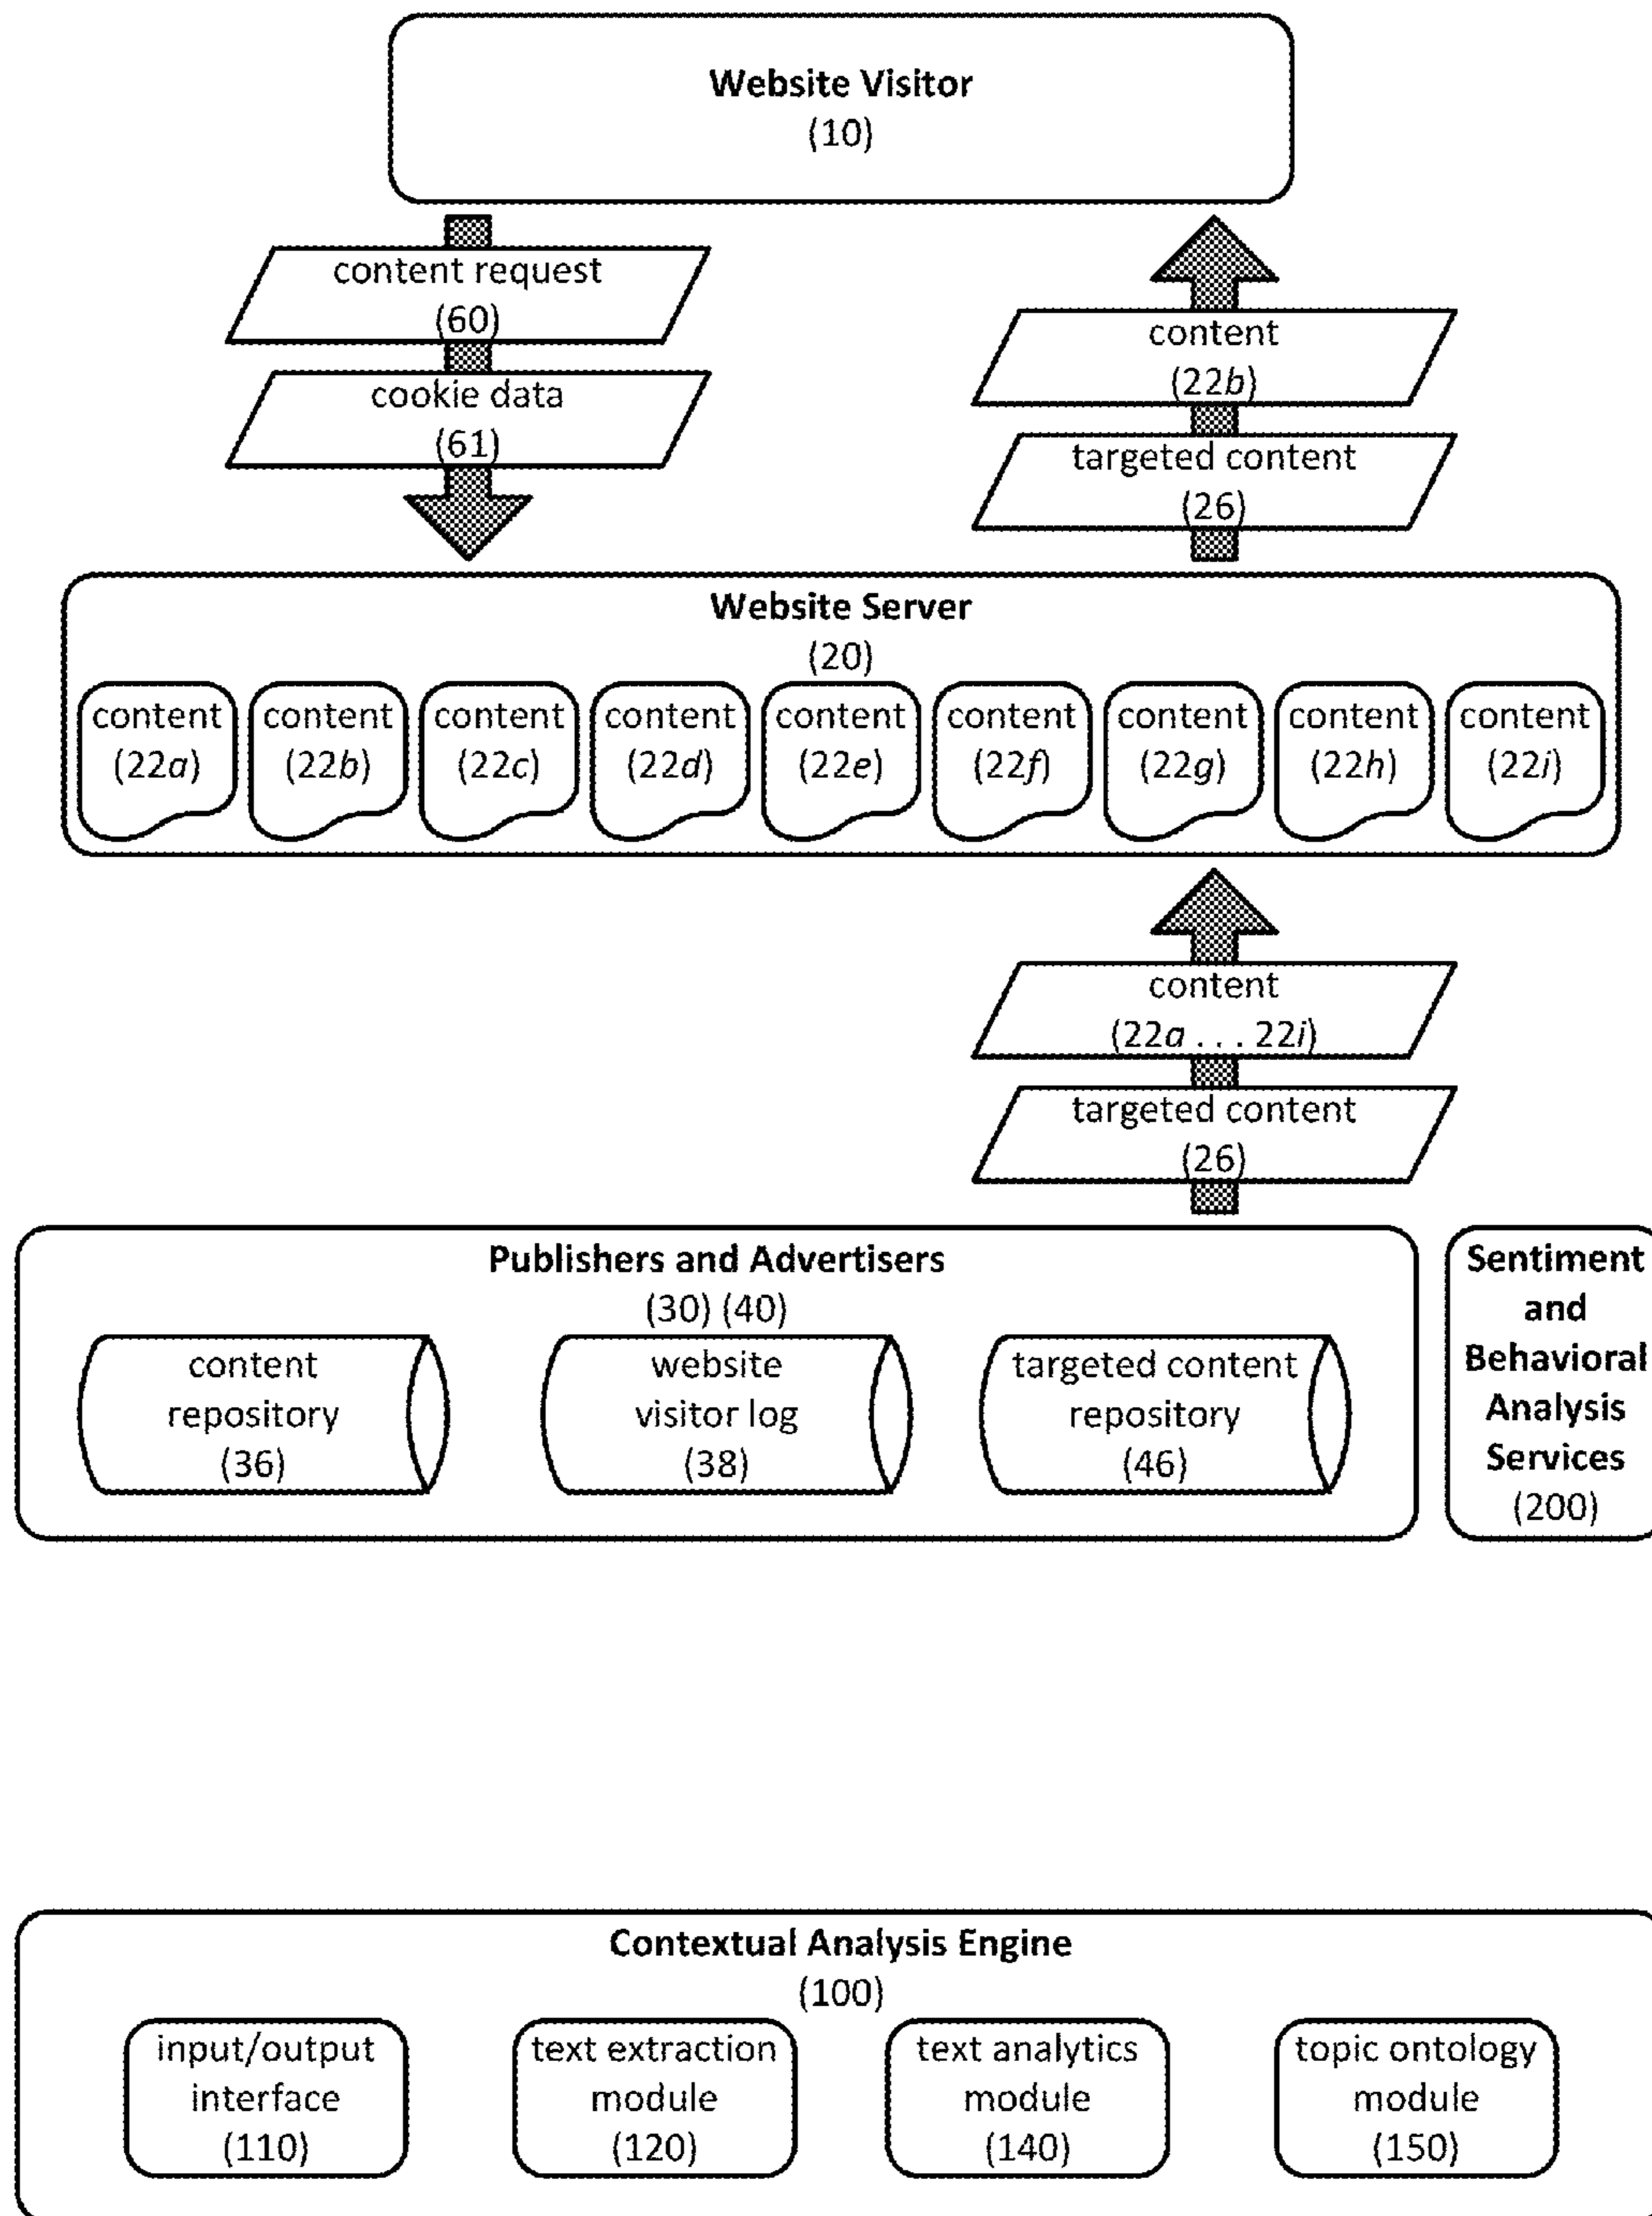 Website Visitor
(10)
content request
(60)
cookie data
(61)
content
(22b)
targeted content
(26)
Website Server
(20)
content
(22a)
content
(22b)
content
(22c)
content
(22d)
content
(22e)
content
(22f)
content
(22g)
content
(22h)
content
(22i)
content
(22a . . . 22i)
targeted content
(26)
Publishers and Advertisers
(30) (40)
content
repository
(36)
website
visitor log
(38)
targeted content
repository
(46)
Sentiment
and
Behavioral
Analysis
Services
(200)
Contextual Analysis Engine
(100)
input/output
interface
(110)
text extraction
module
(120)
text analytics
module
(140)
topic ontology
module
(150)